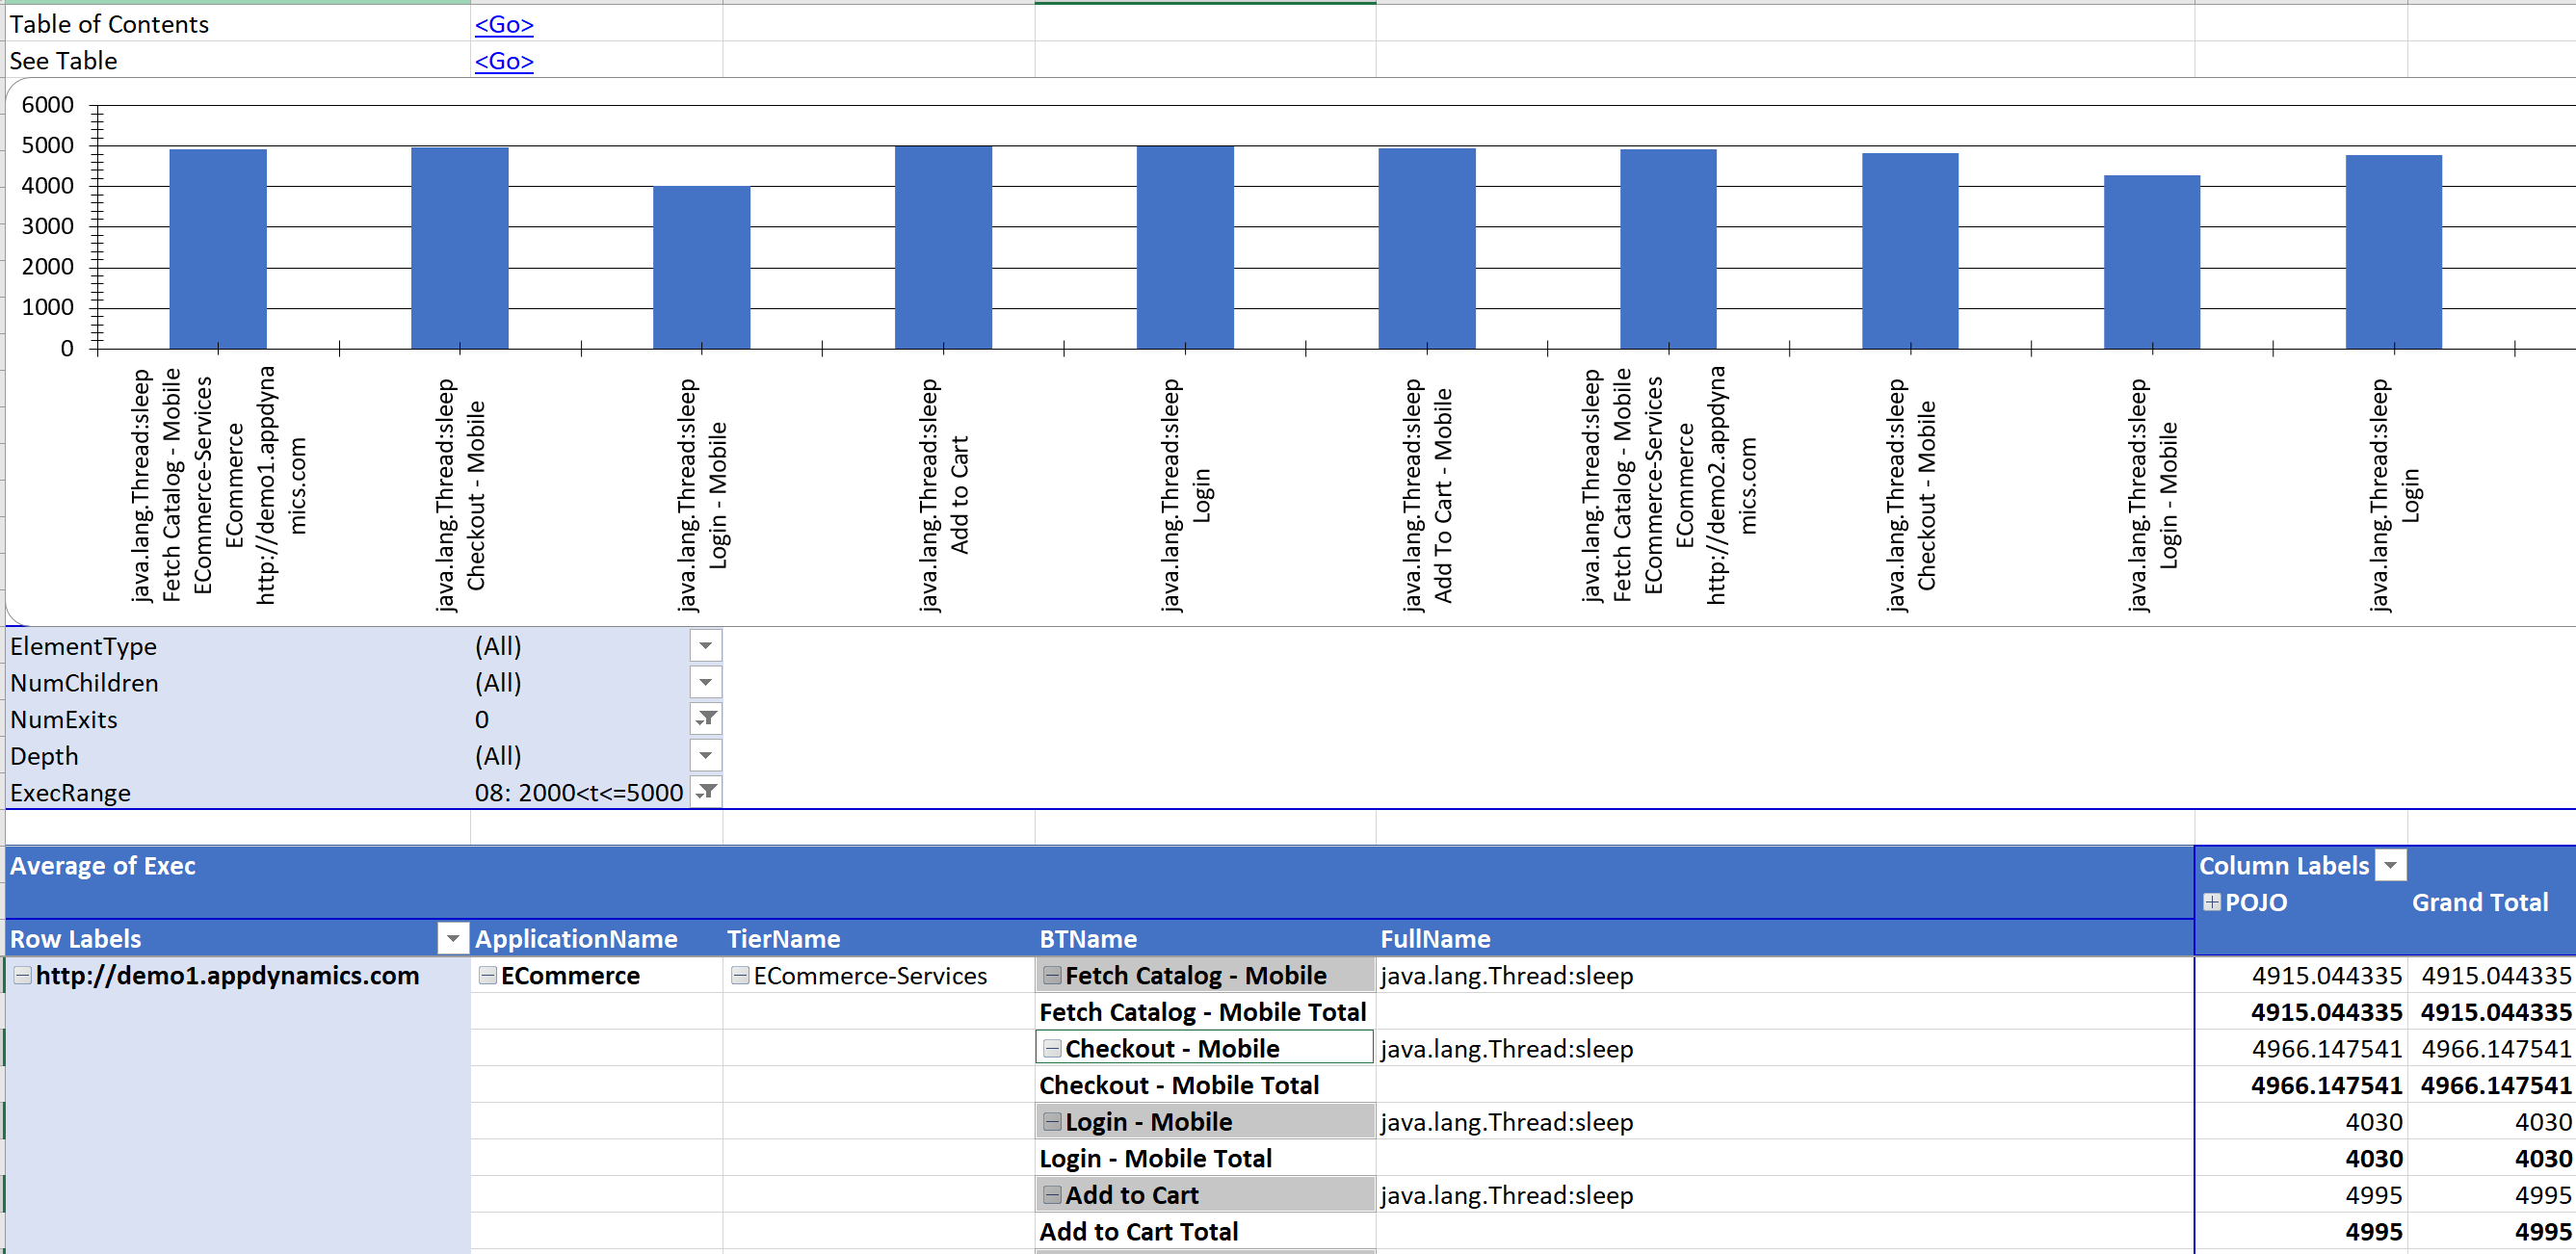 Table of Contents <Go>
See Table <Go>
6000
5000
4000
3000
2000
1000
0
java.lang.Thread:sleep
Fetch Catalog - Mobile
ECommerce-Services
ECommerce
http://demo1.appdyna
mics.com
java.lang.Thread:sleep
Checkout - Mobile
java.lang.Thread:sleep
Login - Mobile
java.lang.Thread:sleep
Add to Cart
java.lang.Thread:sleep
Login
java.lang.Thread:sleep
Add To Cart - Mobile
java.lang.Thread:sleep
Fetch Catalog - Mobile
ECommerce-Services
ECommerce
http://demo2.appdyna
mics.com
java.lang.Thread:sleep
Checkout - Mobile
java.lang.Thread:sleep
Login - Mobile
java.lang.Thread:sleep
Login
ElementType (All)
NumChildren (All)
NumExits 0
Depth (All)
ExecRange 08: 2000<t<=5000
Average of Exec Column Labels
POJO Grand Total
Row Labels ApplicationName TierName BTName FullName
http://demo1.appdynamics.com ECommerce ECommerce-Services Fetch Catalog - Mobile java.lang.Thread:sleep 4915.044335 4915.044335
Fetch Catalog - Mobile Total 4915.044335 4915.044335
Checkout - Mobile java.lang.Thread:sleep 4966.147541 4966.147541
Checkout - Mobile Total 4966.147541 4966.147541
Login - Mobile java.lang.Thread:sleep 4030 4030
Login - Mobile Total 4030 4030
Add to Cart java.lang.Thread:sleep 4995 4995
Add to Cart Total 4995 4995